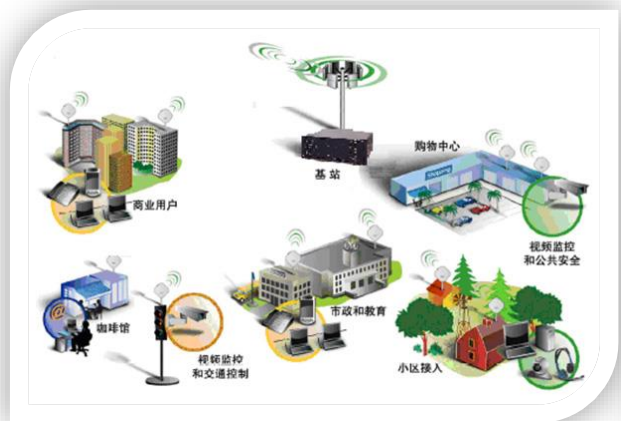 购物中心
基 站
商业用户
视频监控
和公共安全
市政和教育
咖啡馆
视频监控
和交通控制
小区接入
@